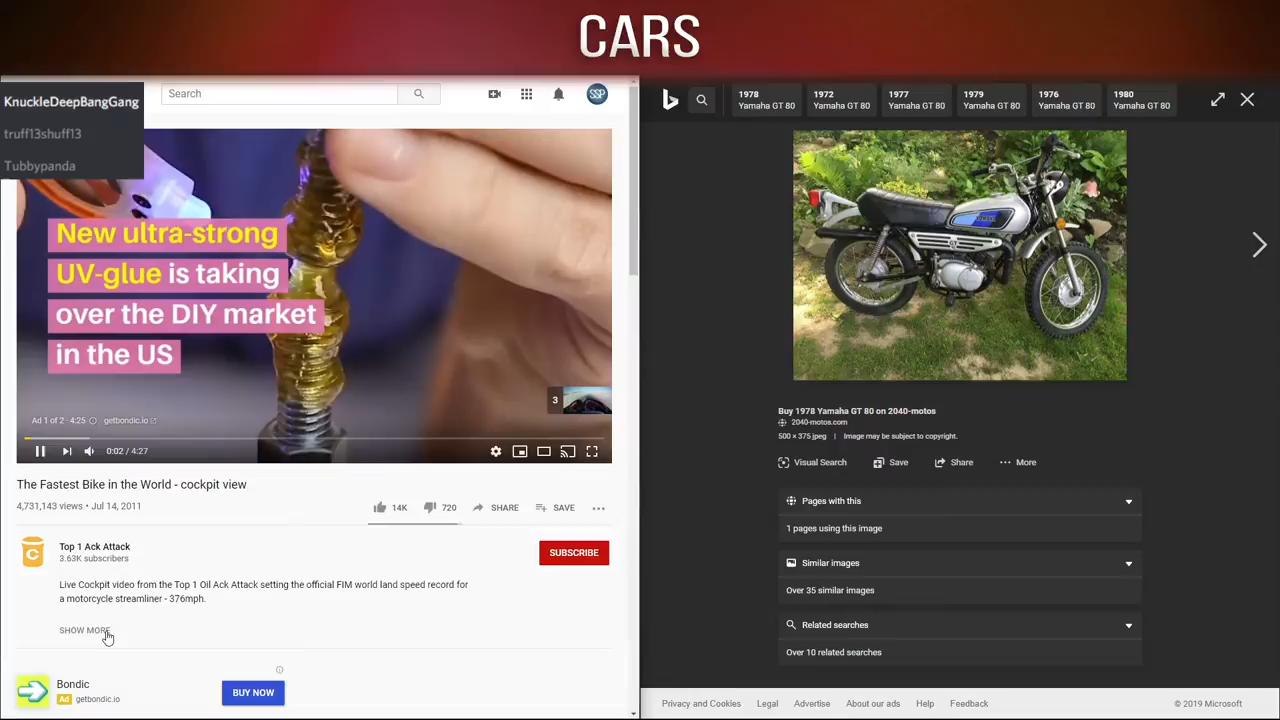 CARS
KnuckleDeepBangGang
truff13shuff13
Tubbypanda
Search
SSP
New ultra-strong
UV-glue is taking
over the DIY market
in the US
3
Ad 1 of 2 · 4:25
getbondic.io
0:02 / 4:27
The Fastest Bike in the World - cockpit view
4,731,143 views • Jul 14, 2011
14K
720
SHARE
SAVE
C
Top 1 Ack Attack
3.63K subscribers
SUBSCRIBE
Live Cockpit video from the Top 1 Oil Ack Attack setting the official FIM world land speed record for
a motorcycle streamliner - 376mph.
SHOW MORE
Bondic
Ad getbondic.io
BUY NOW
1978
Yamaha GT 80
1972
Yamaha GT 80
1977
Yamaha GT 80
1979
Yamaha GT 80
1976
Yamaha GT 80
1980
Yamaha GT 80
Buy 1978 Yamaha GT 80 on 2040-motos
2040-motos.com
500 × 375 jpeg | Image may be subject to copyright.
Visual Search
Save
Share
More
Pages with this
1 pages using this image
Similar images
Over 35 similar images
Related searches
Over 10 related searches
Privacy and Cookies
Legal
Advertise
About our ads
Help
Feedback
© 2019 Microsoft